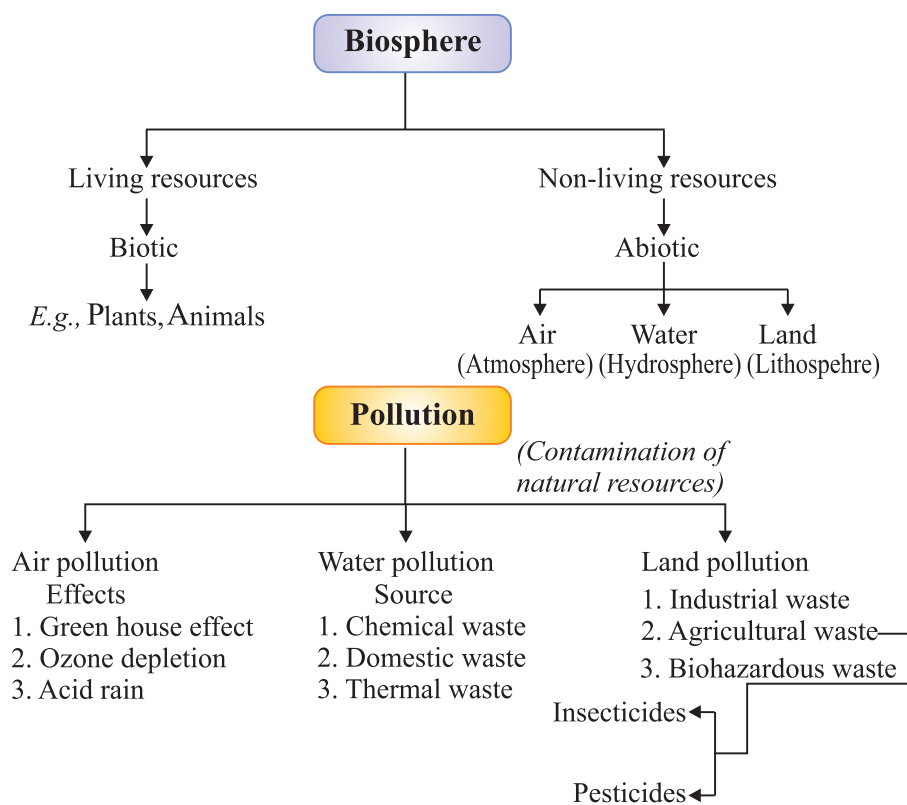 Biosphere
Living resources
Non-living resources
Biotic
Abiotic
E.g., Plants, Animals
Air
(Atmosphere)
Water
(Hydrosphere)
Land
(Lithospehre)
Pollution
(Contamination of
natural resources)
Air pollution
Effects
1. Green house effect
2. Ozone depletion
3. Acid rain
Water pollution
Source
1. Chemical waste
2. Domestic waste
3. Thermal waste
Land pollution
1. Industrial waste
2. Agricultural waste
3. Biohazardous waste
Insecticides
Pesticides